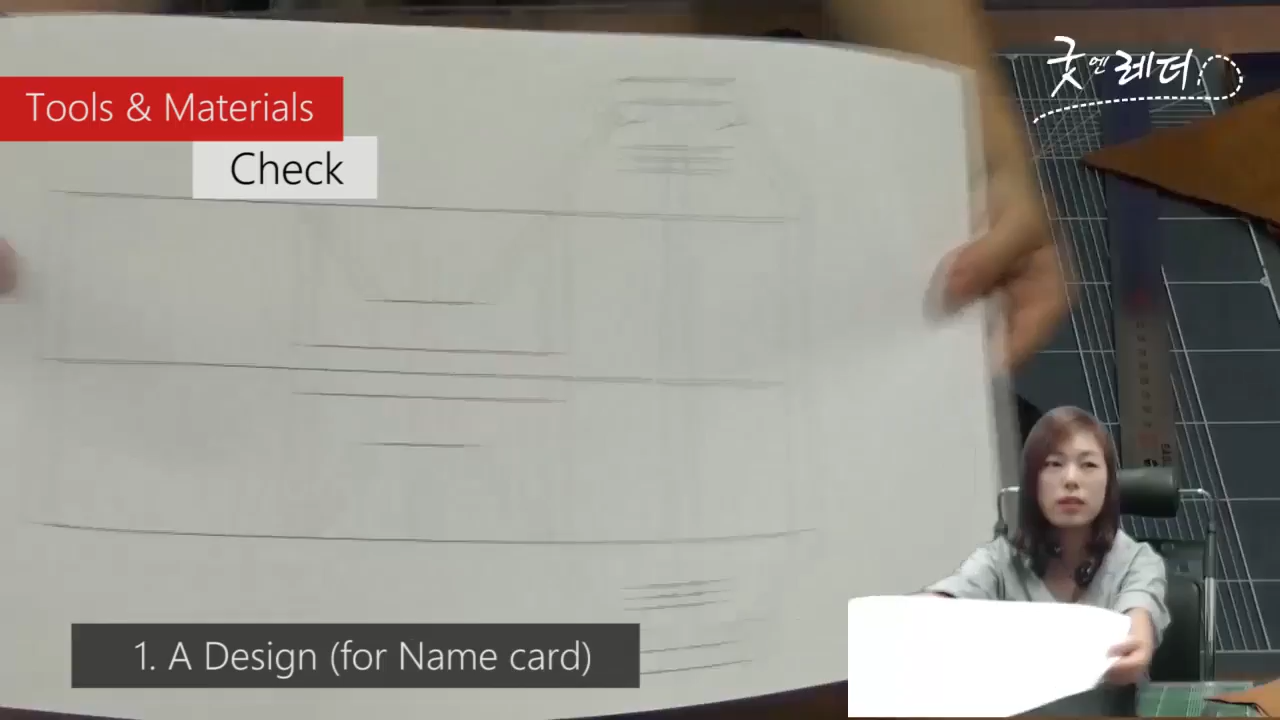 굿엔레더
Tools & Materials
Check
1. A Design (for Name card)